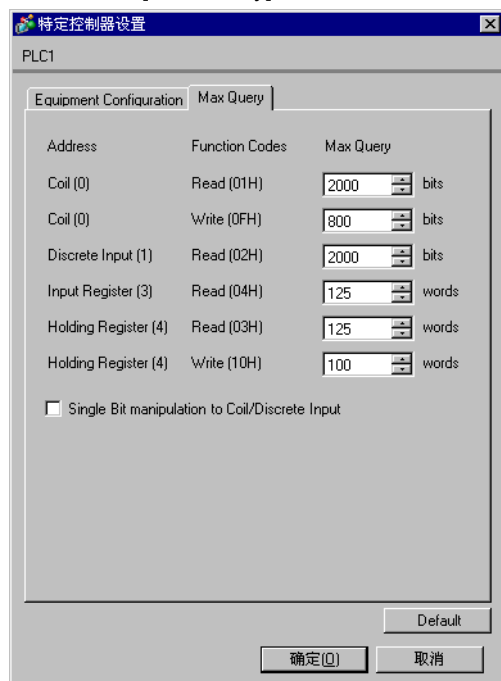 特定控制器设置
PLC1
Equipment Configuration Max Query
Address Function Codes Max Query
Coil (0) Read (01H) 2000 bits
Coil (0) Write (0FH) 800 bits
Discrete Input (1) Read (02H) 2000 bits
Input Register (3) Read (04H) 125 words
Holding Register (4) Read (03H) 125 words
Holding Register (4) Write (10H) 100 words
Single Bit manipulation to Coil/Discrete Input
Default
确定(O) 取消